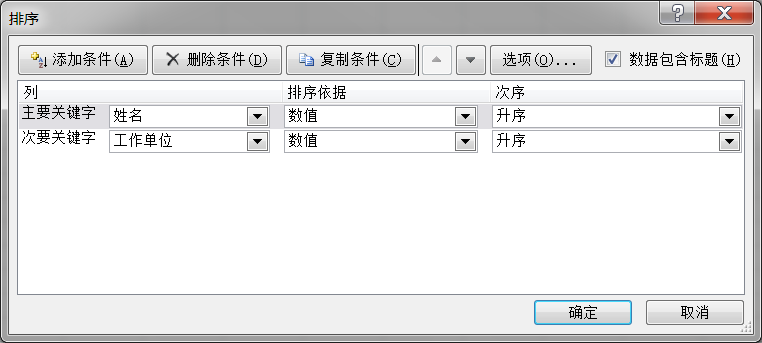 排序
添加条件(A) 删除条件(D) 复制条件(C) 选项(O)... 数据包含标题(H)
列 排序依据 次序
主要关键字 姓名 数值 升序
次要关键字 工作单位 数值 升序
确定 取消